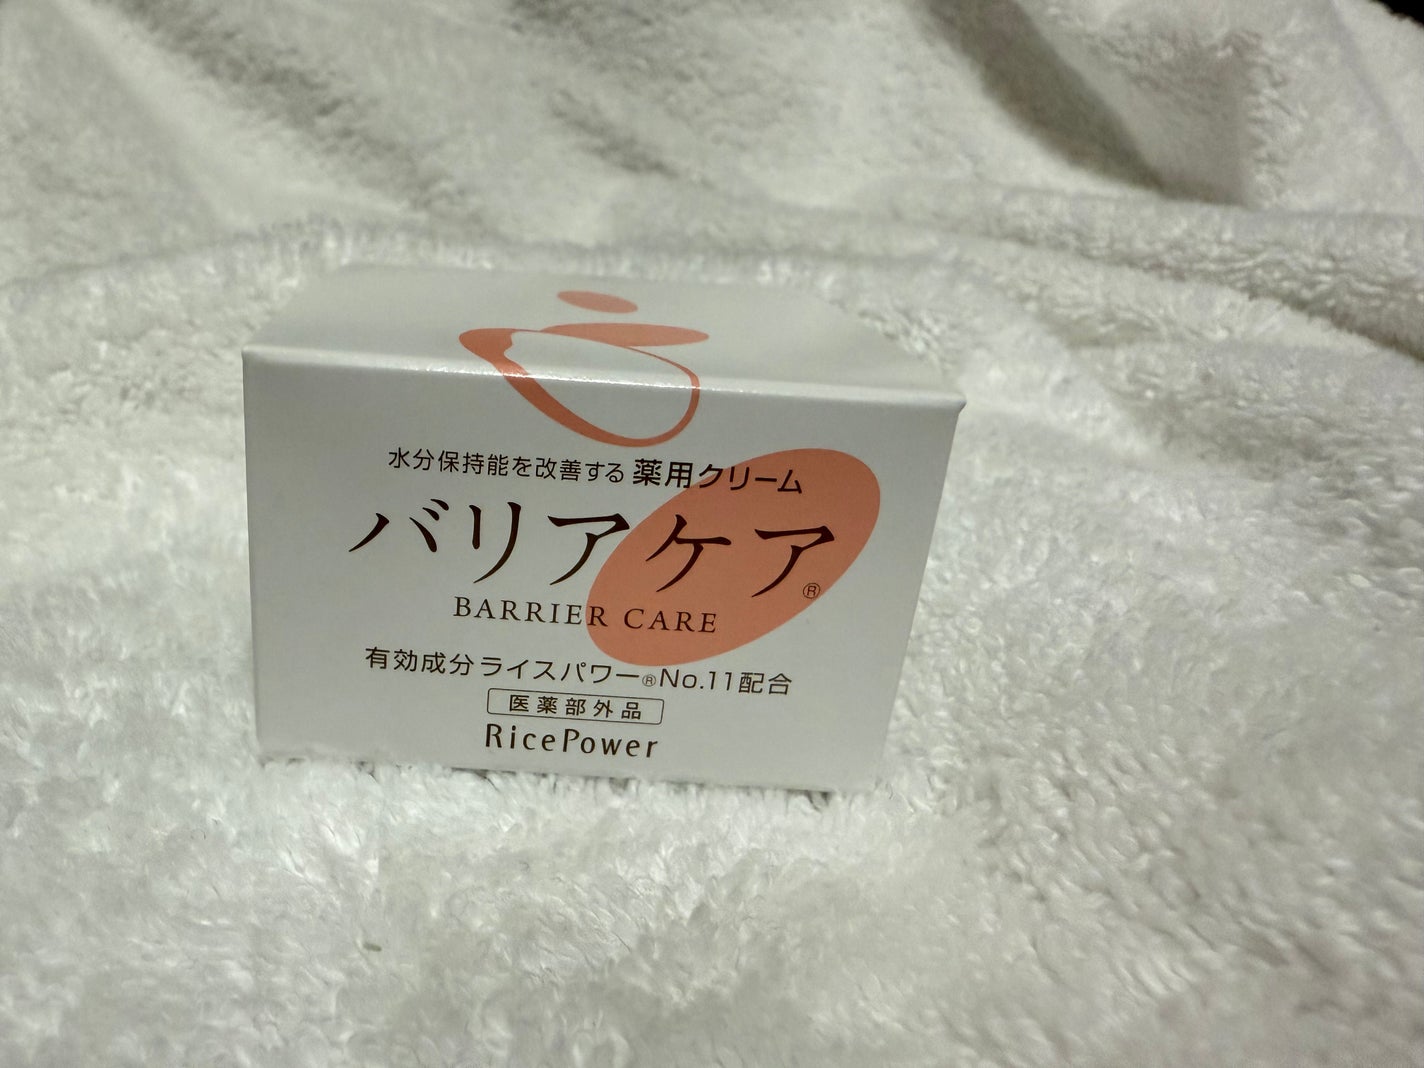 水分保持能を改善する 薬用クリーム
バリアケア®
BARRIER CARE
有効成分ライスパワー®No.11配合
医薬部外品
RicePower